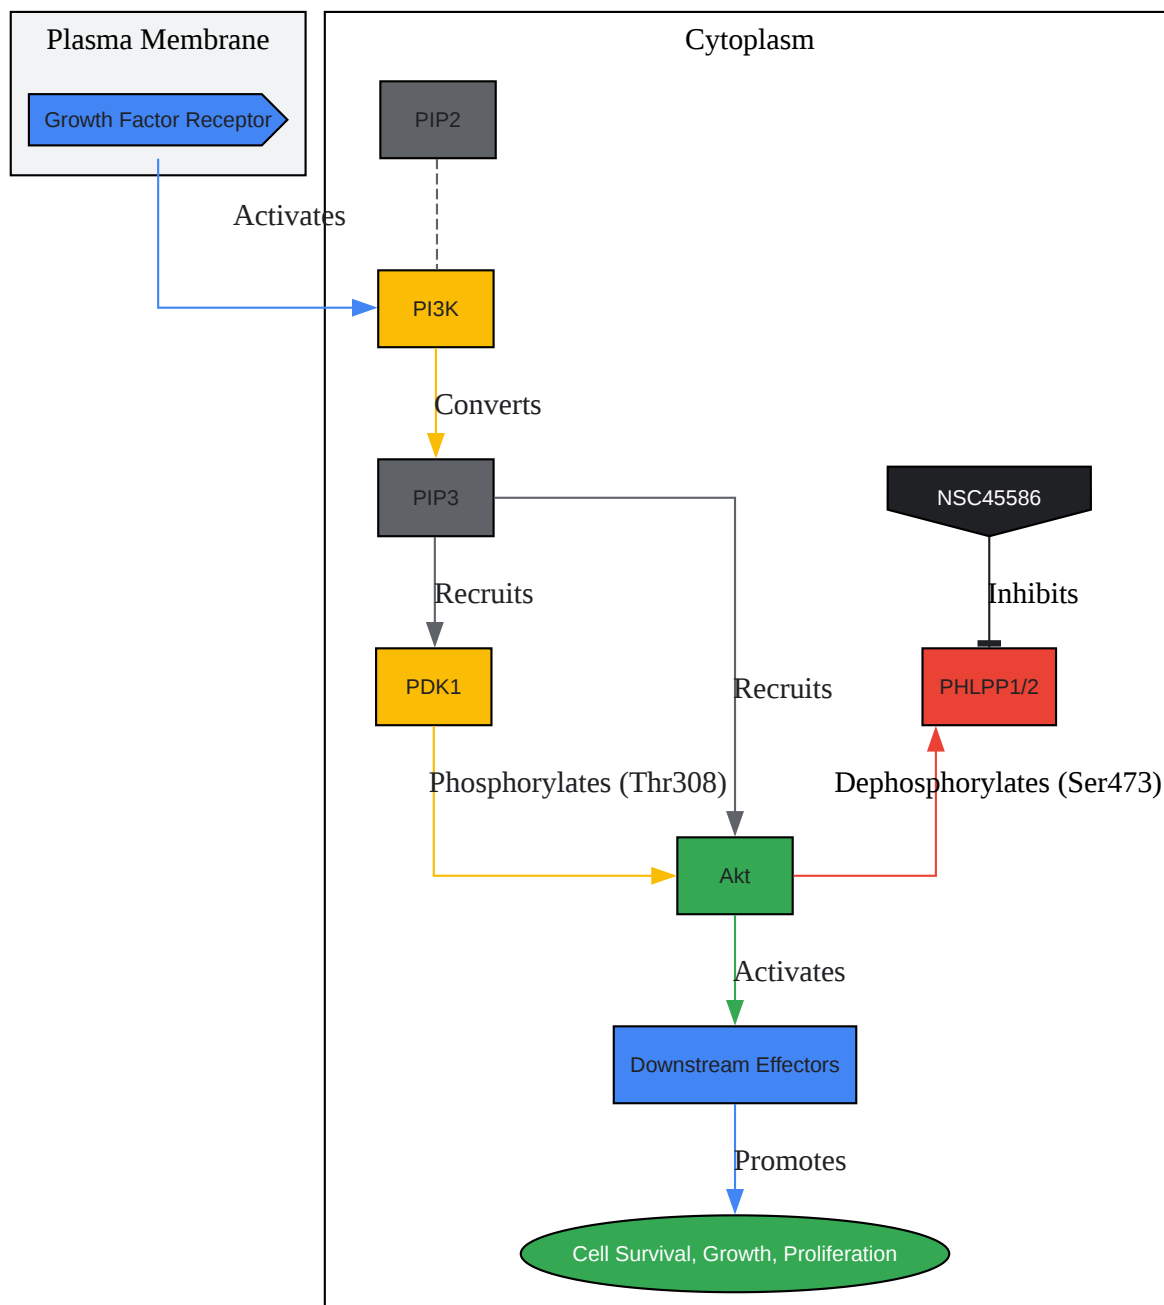 Plasma Membrane
Cytoplasm
Growth Factor Receptor
PIP2
Activates
PI3K
Converts
PIP3
NSC45586
Recruits
Inhibits
PDK1
Recruits
PHLPP1/2
Phosphorylates (Thr308)
Dephosphorylates (Ser473)
Akt
Activates
Downstream Effectors
Promotes
Cell Survival, Growth, Proliferation